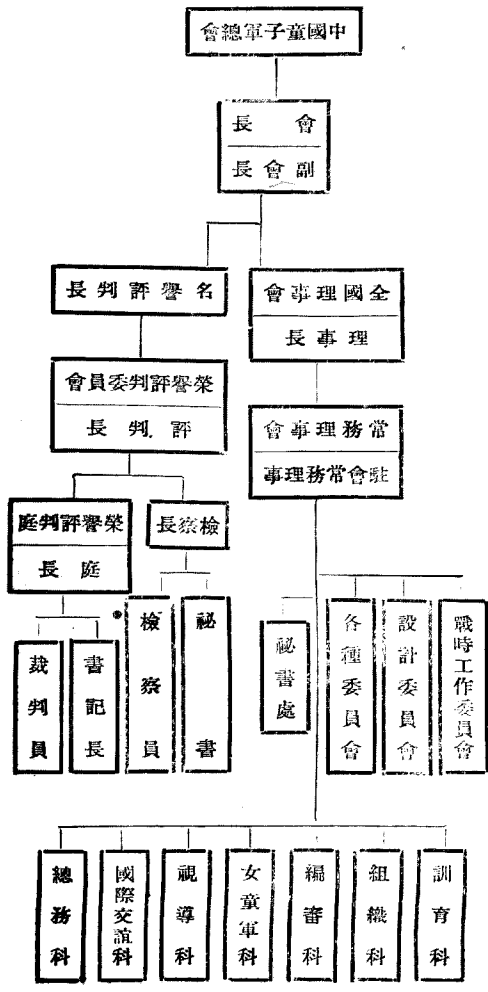 中國童子軍總會
會長
副會長
全國理事會
理事長
名譽評判長
常務理事會
駐會常務理事
榮譽評判委員會
評判長
檢察長
榮譽評判庭
庭長
戰時工作委員會
設計委員會
各種委員會
祕書處
祕書
檢察員
書記長
裁判員
訓育科
組織科
編審科
女童軍科
視導科
國際交誼科
總務科